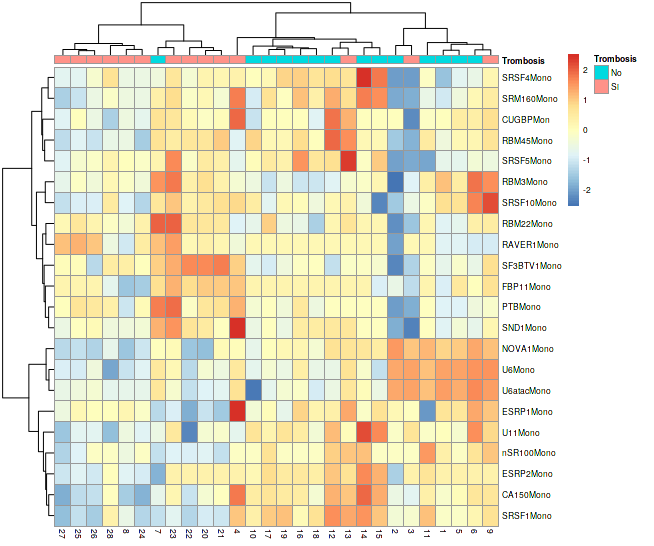 Trombosis
SRSF4Mono
SRM160Mono
CUGBPMon
RBM45Mono
SRSF5Mono
RBM3Mono
SRSF10Mono
RBM22Mono
RAVER1Mono
SF3BTV1Mono
FBP11Mono
PTBMono
SND1Mono
NOVA1Mono
U6Mono
U6atacMono
ESRP1Mono
U11Mono
nSR100Mono
ESRP2Mono
CA150Mono
SRSF1Mono
27 25 26 28 8 24 7 23 22 20 21 4 10 17 19 16 18 12 13 14 15 2 3 11 1 5 6 9
2
1
0
-1
-2
Trombosis
No
SI